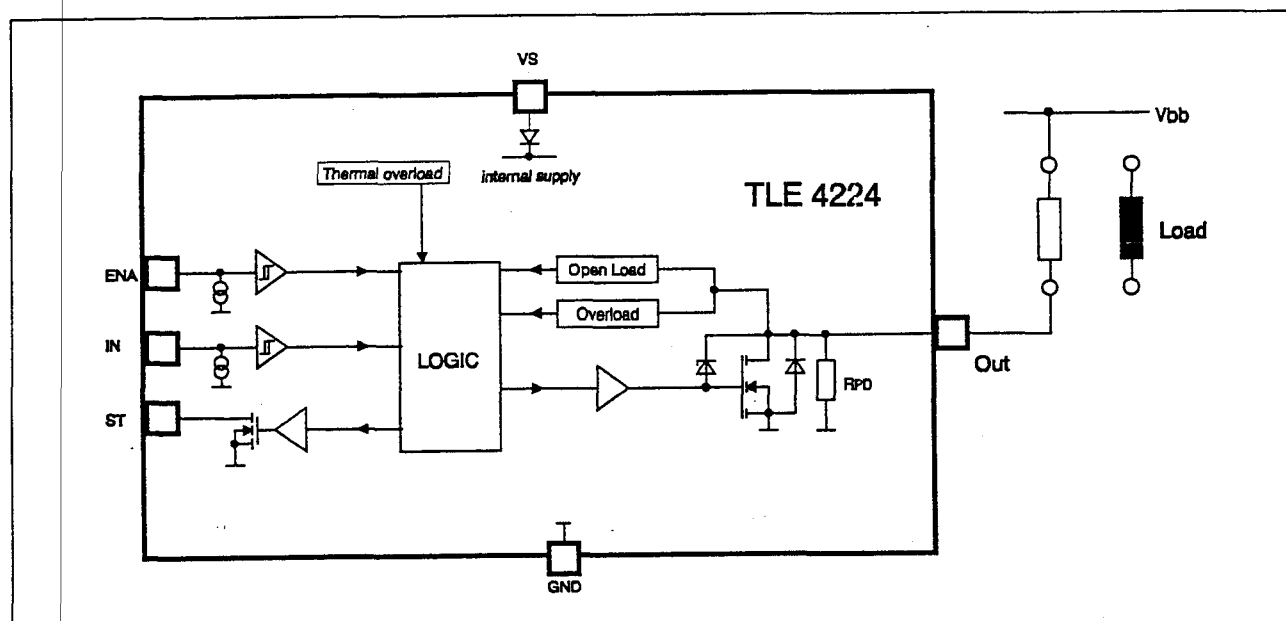 VS
Vbb
Thermal overload
internal supply
TLE 4224
Load
ENA
Open Load
Overload
IN
LOGIC
Out
RPD
ST
GND